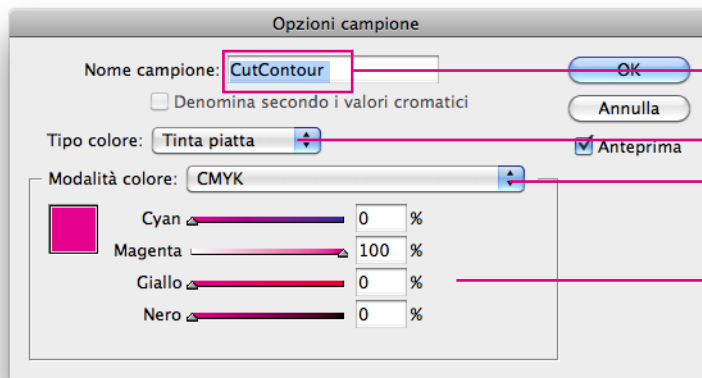 Opzioni campione
Nome campione: CutContour OK
Denomina secondo i valori cromatici Annulla
Tipo colore: Tinta piatta Anteprima
Modalità colore: CMYK
Cyan 0 %
Magenta 100 %
Giallo 0 %
Nero 0 %